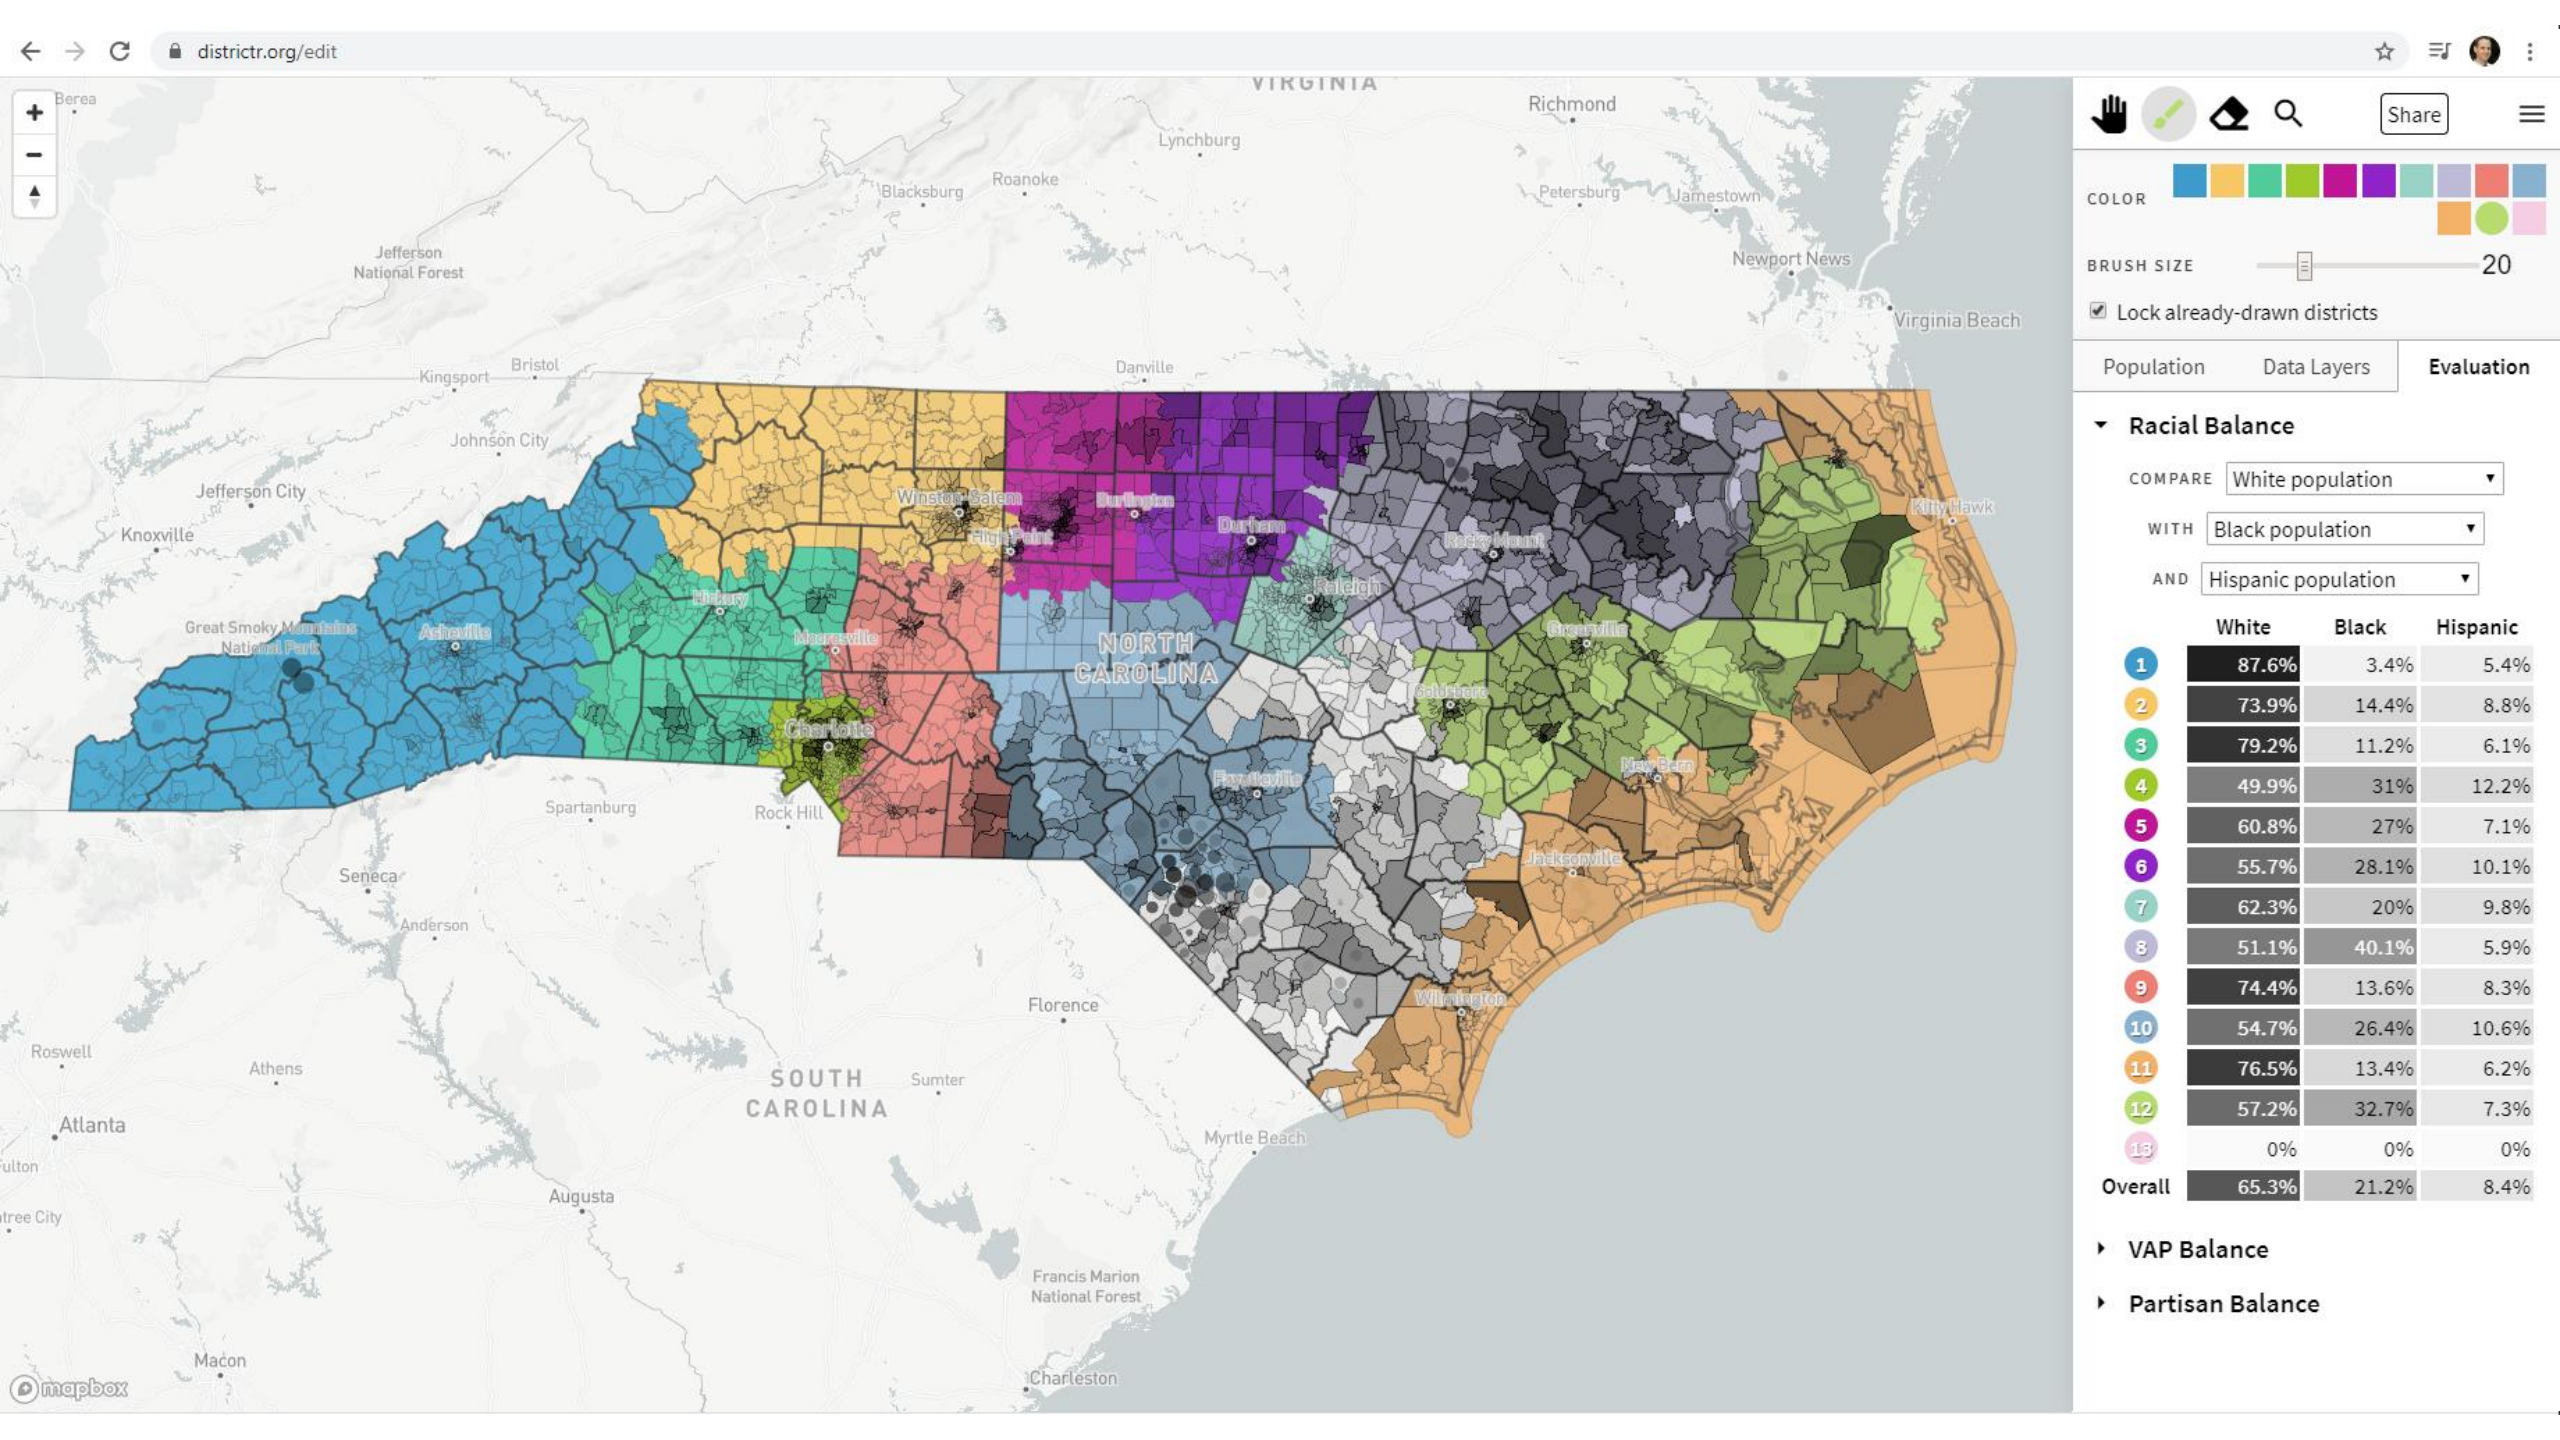 districtr.org/edit
VIRGINIA
Berea
Richmond
Lynchburg
Roanoke
Blacksburg
Petersburg
Jamestown
Jefferson
National Forest
Newport News
Virginia Beach
Bristol
Kingsport
Danville
Johnson City
Jefferson City
Winston-Salem
Burlington
Kitty Hawk
Knoxville
High Point
Durham
Rocky Mount
Raleigh
Hickory
Great Smoky Mountains
National Park
Asheville
Mooresville
NORTH
CAROLINA
Greenville
Goldsboro
Charlotte
Fayetteville
New Bern
Spartanburg
Rock Hill
Jacksonville
Seneca
Anderson
Wilmington
Florence
Roswell
Athens
SOUTH
CAROLINA
Sumter
Atlanta
Myrtle Beach
Fulton
Augusta
tree City
Francis Marion
National Forest
Macon
Charleston
mapbox
Share
COLOR
BRUSH SIZE 20
Lock already-drawn districts
Population Data Layers Evaluation
Racial Balance
COMPARE White population
WITH Black population
AND Hispanic population
White Black Hispanic
1 87.6% 3.4% 5.4%
2 73.9% 14.4% 8.8%
3 79.2% 11.2% 6.1%
4 49.9% 31% 12.2%
5 60.8% 27% 7.1%
6 55.7% 28.1% 10.1%
7 62.3% 20% 9.8%
8 51.1% 40.1% 5.9%
9 74.4% 13.6% 8.3%
10 54.7% 26.4% 10.6%
11 76.5% 13.4% 6.2%
12 57.2% 32.7% 7.3%
13 0% 0% 0%
Overall 65.3% 21.2% 8.4%
VAP Balance
Partisan Balance